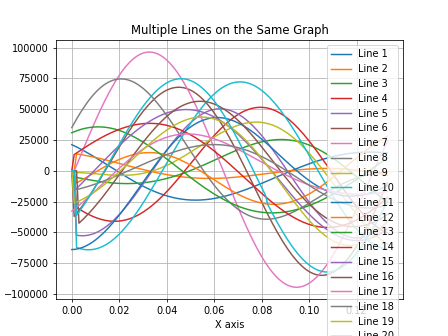 Multiple Lines on the Same Graph
100000
75000
50000
25000
0
−25000
−50000
−75000
−100000
0.00
0.02
0.04
0.06
0.08
0.10
X axis
Line 1
Line 2
Line 3
Line 4
Line 5
Line 6
Line 7
Line 8
Line 9
Line 10
Line 11
Line 12
Line 13
Line 14
Line 15
Line 16
Line 17
Line 18
Line 19
Line 20